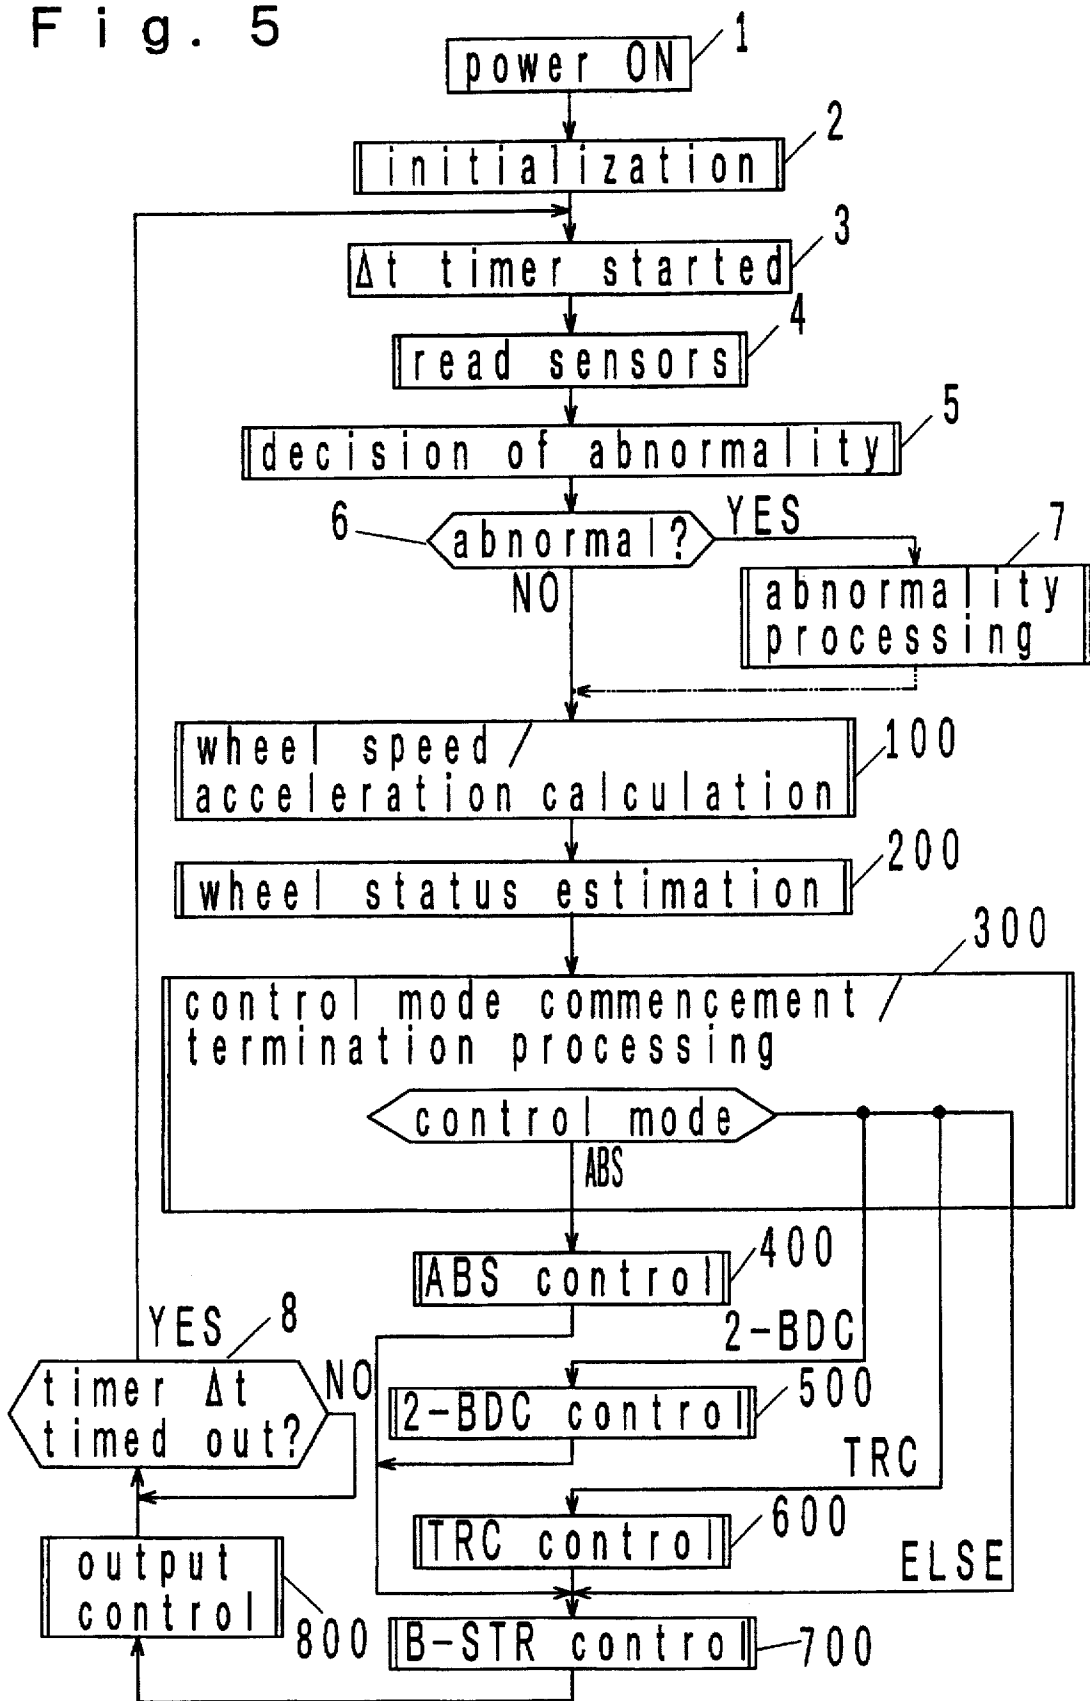 Fig. 5
power ON
1
initialization
2
Δt timer started
3
read sensors
4
decision of abnormality
5
6
abnormal?
YES
NO
7
abnormality
processing
wheel speed/
acceleration calculation
100
wheel status estimation
200
300
control mode commencement/
termination processing
control mode
ABS
ABS control
400
2-BDC
2-BDC control
500
TRC
TRC control
600
ELSE
B-STR control
700
YES
8
timer Δt
timed out?
NO
output
control
800